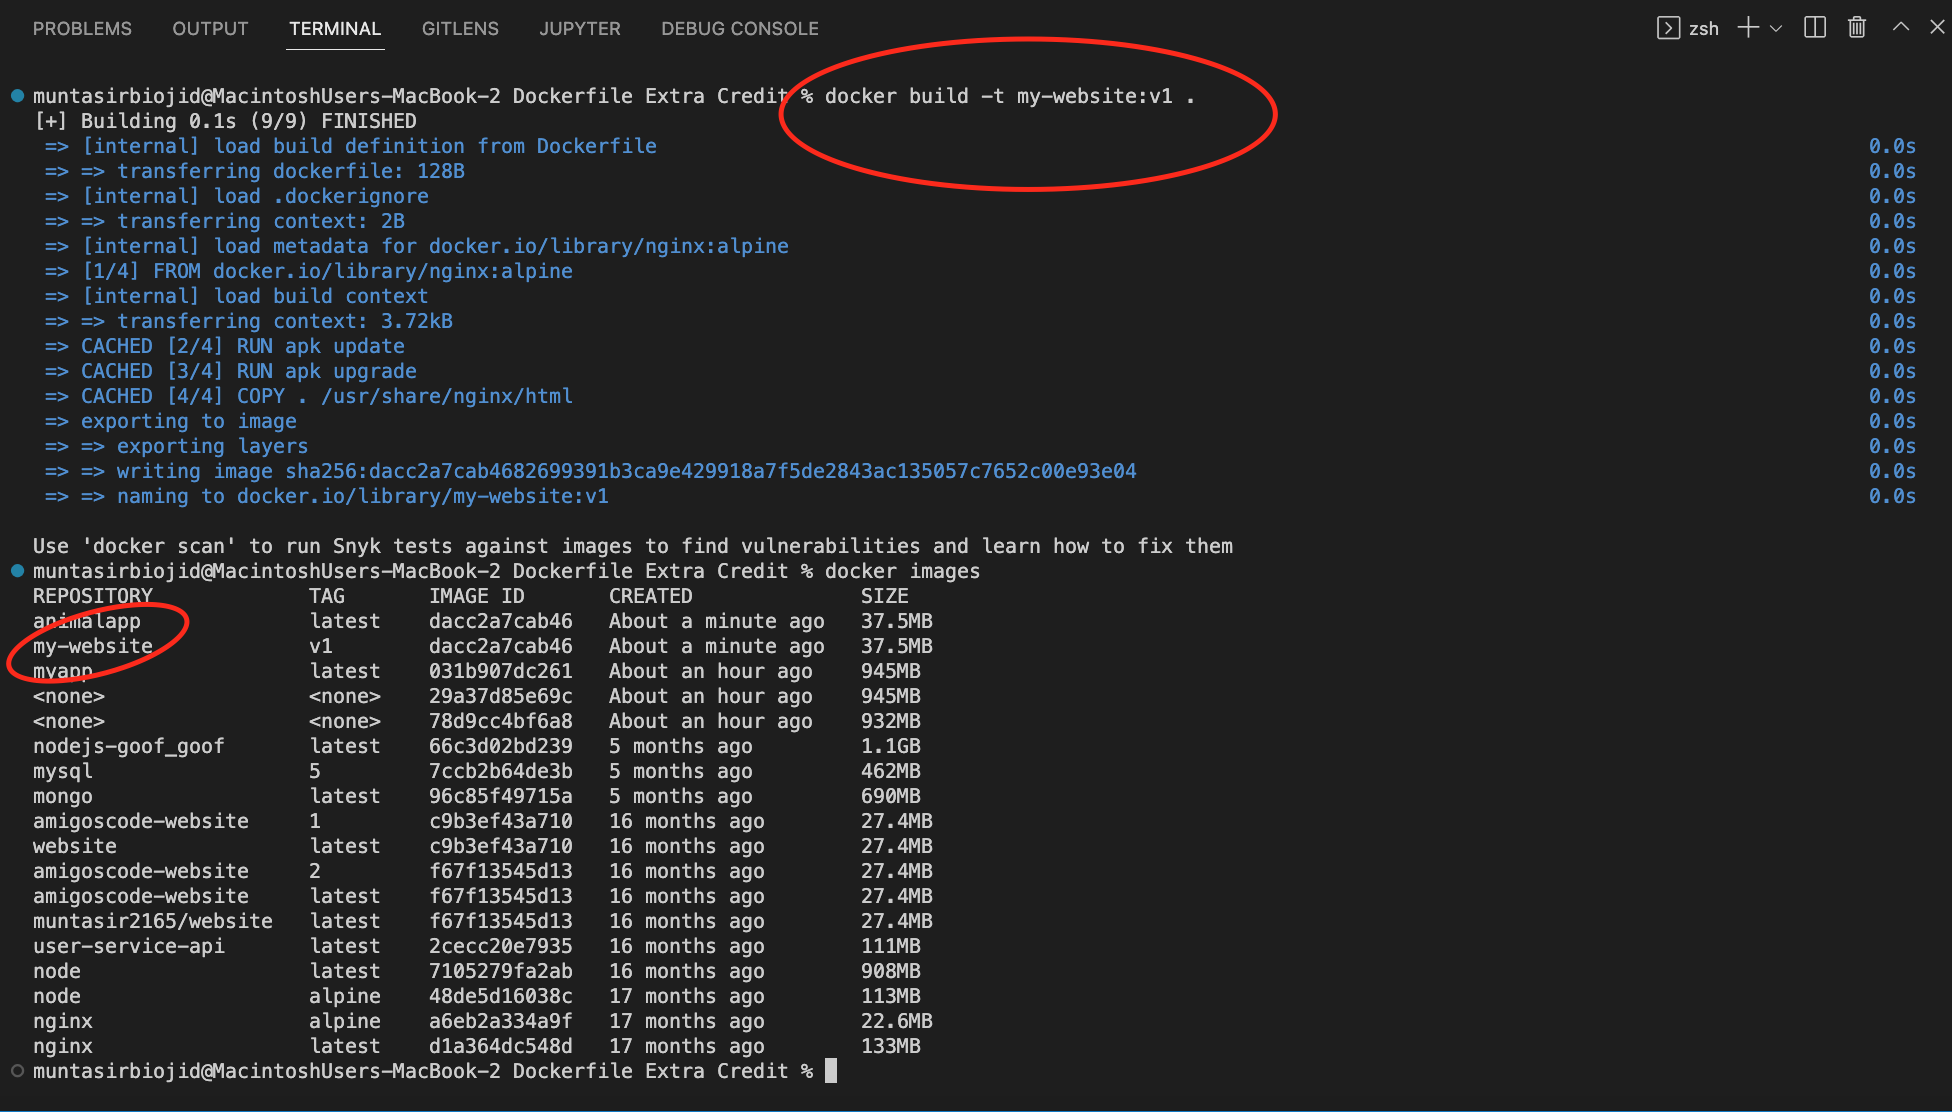 PROBLEMS OUTPUT TERMINAL GITLENS JUPYTER DEBUG CONSOLE zsh
muntasirbiojid@MacintoshUsers-MacBook-2 Dockerfile Extra Credit % docker build -t my-website:v1 .
[+] Building 0.1s (9/9) FINISHED
=> [internal] load build definition from Dockerfile 0.0s
=> => transferring dockerfile: 128B 0.0s
=> [internal] load .dockerignore 0.0s
=> => transferring context: 2B 0.0s
=> [internal] load metadata for docker.io/library/nginx:alpine 0.0s
=> [1/4] FROM docker.io/library/nginx:alpine 0.0s
=> [internal] load build context 0.0s
=> => transferring context: 3.72kB 0.0s
=> CACHED [2/4] RUN apk update 0.0s
=> CACHED [3/4] RUN apk upgrade 0.0s
=> CACHED [4/4] COPY . /usr/share/nginx/html 0.0s
=> exporting to image 0.0s
=> => exporting layers 0.0s
=> => writing image sha256:dacc2a7cab4682699391b3ca9e429918a7f5de2843ac135057c7652c00e93e04 0.0s
=> => naming to docker.io/library/my-website:v1 0.0s
Use 'docker scan' to run Snyk tests against images to find vulnerabilities and learn how to fix them
muntasirbiojid@MacintoshUsers-MacBook-2 Dockerfile Extra Credit % docker images
REPOSITORY TAG IMAGE ID CREATED SIZE
animalapp latest dacc2a7cab46 About a minute ago 37.5MB
my-website v1 dacc2a7cab46 About a minute ago 37.5MB
myapp latest 031b907dc261 About an hour ago 945MB
<none> <none> 29a37d85e69c About an hour ago 945MB
<none> <none> 78d9cc4bf6a8 About an hour ago 932MB
nodejs-goof_goof latest 66c3d02bd239 5 months ago 1.1GB
mysql 5 7ccb2b64de3b 5 months ago 462MB
mongo latest 96c85f49715a 5 months ago 690MB
amigoscode-website 1 c9b3ef43a710 16 months ago 27.4MB
website latest c9b3ef43a710 16 months ago 27.4MB
amigoscode-website 2 f67f13545d13 16 months ago 27.4MB
amigoscode-website latest f67f13545d13 16 months ago 27.4MB
muntasir2165/website latest f67f13545d13 16 months ago 27.4MB
user-service-api latest 2cecc20e7935 16 months ago 111MB
node latest 7105279fa2ab 16 months ago 908MB
node alpine 48de5d16038c 17 months ago 113MB
nginx alpine a6eb2a334a9f 17 months ago 22.6MB
nginx latest d1a364dc548d 17 months ago 133MB
muntasirbiojid@MacintoshUsers-MacBook-2 Dockerfile Extra Credit %